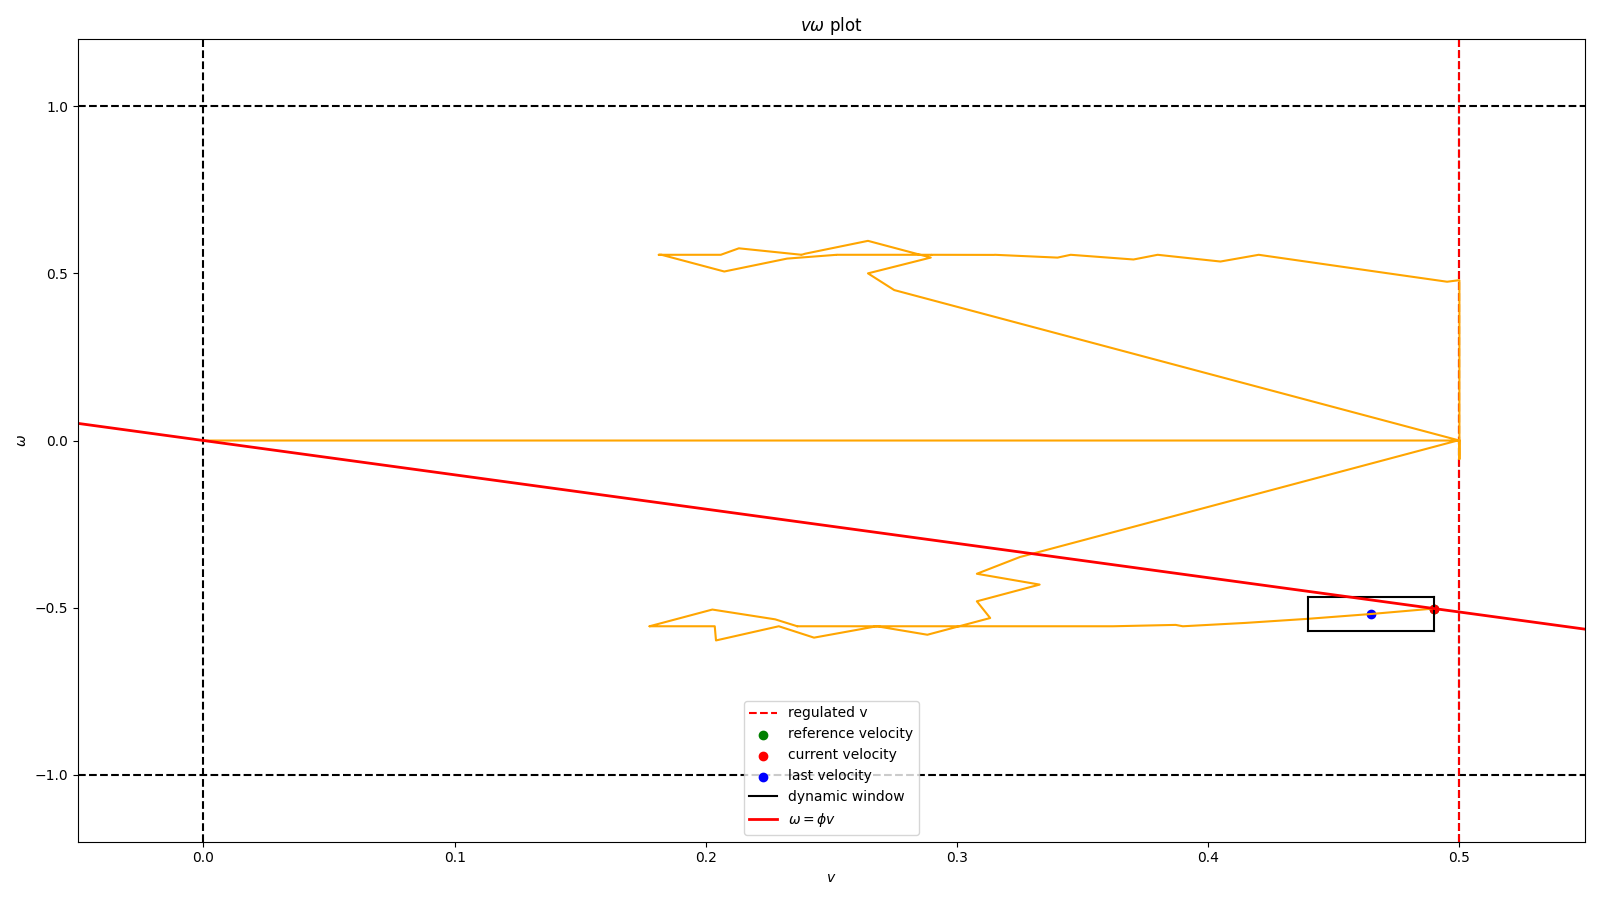 vω plot
1.0
0.5
0.0
−0.5
−1.0
ω
regulated v
reference velocity
current velocity
last velocity
dynamic window
ω = ϕv
0.0 0.1 0.2 0.3 0.4 0.5
v